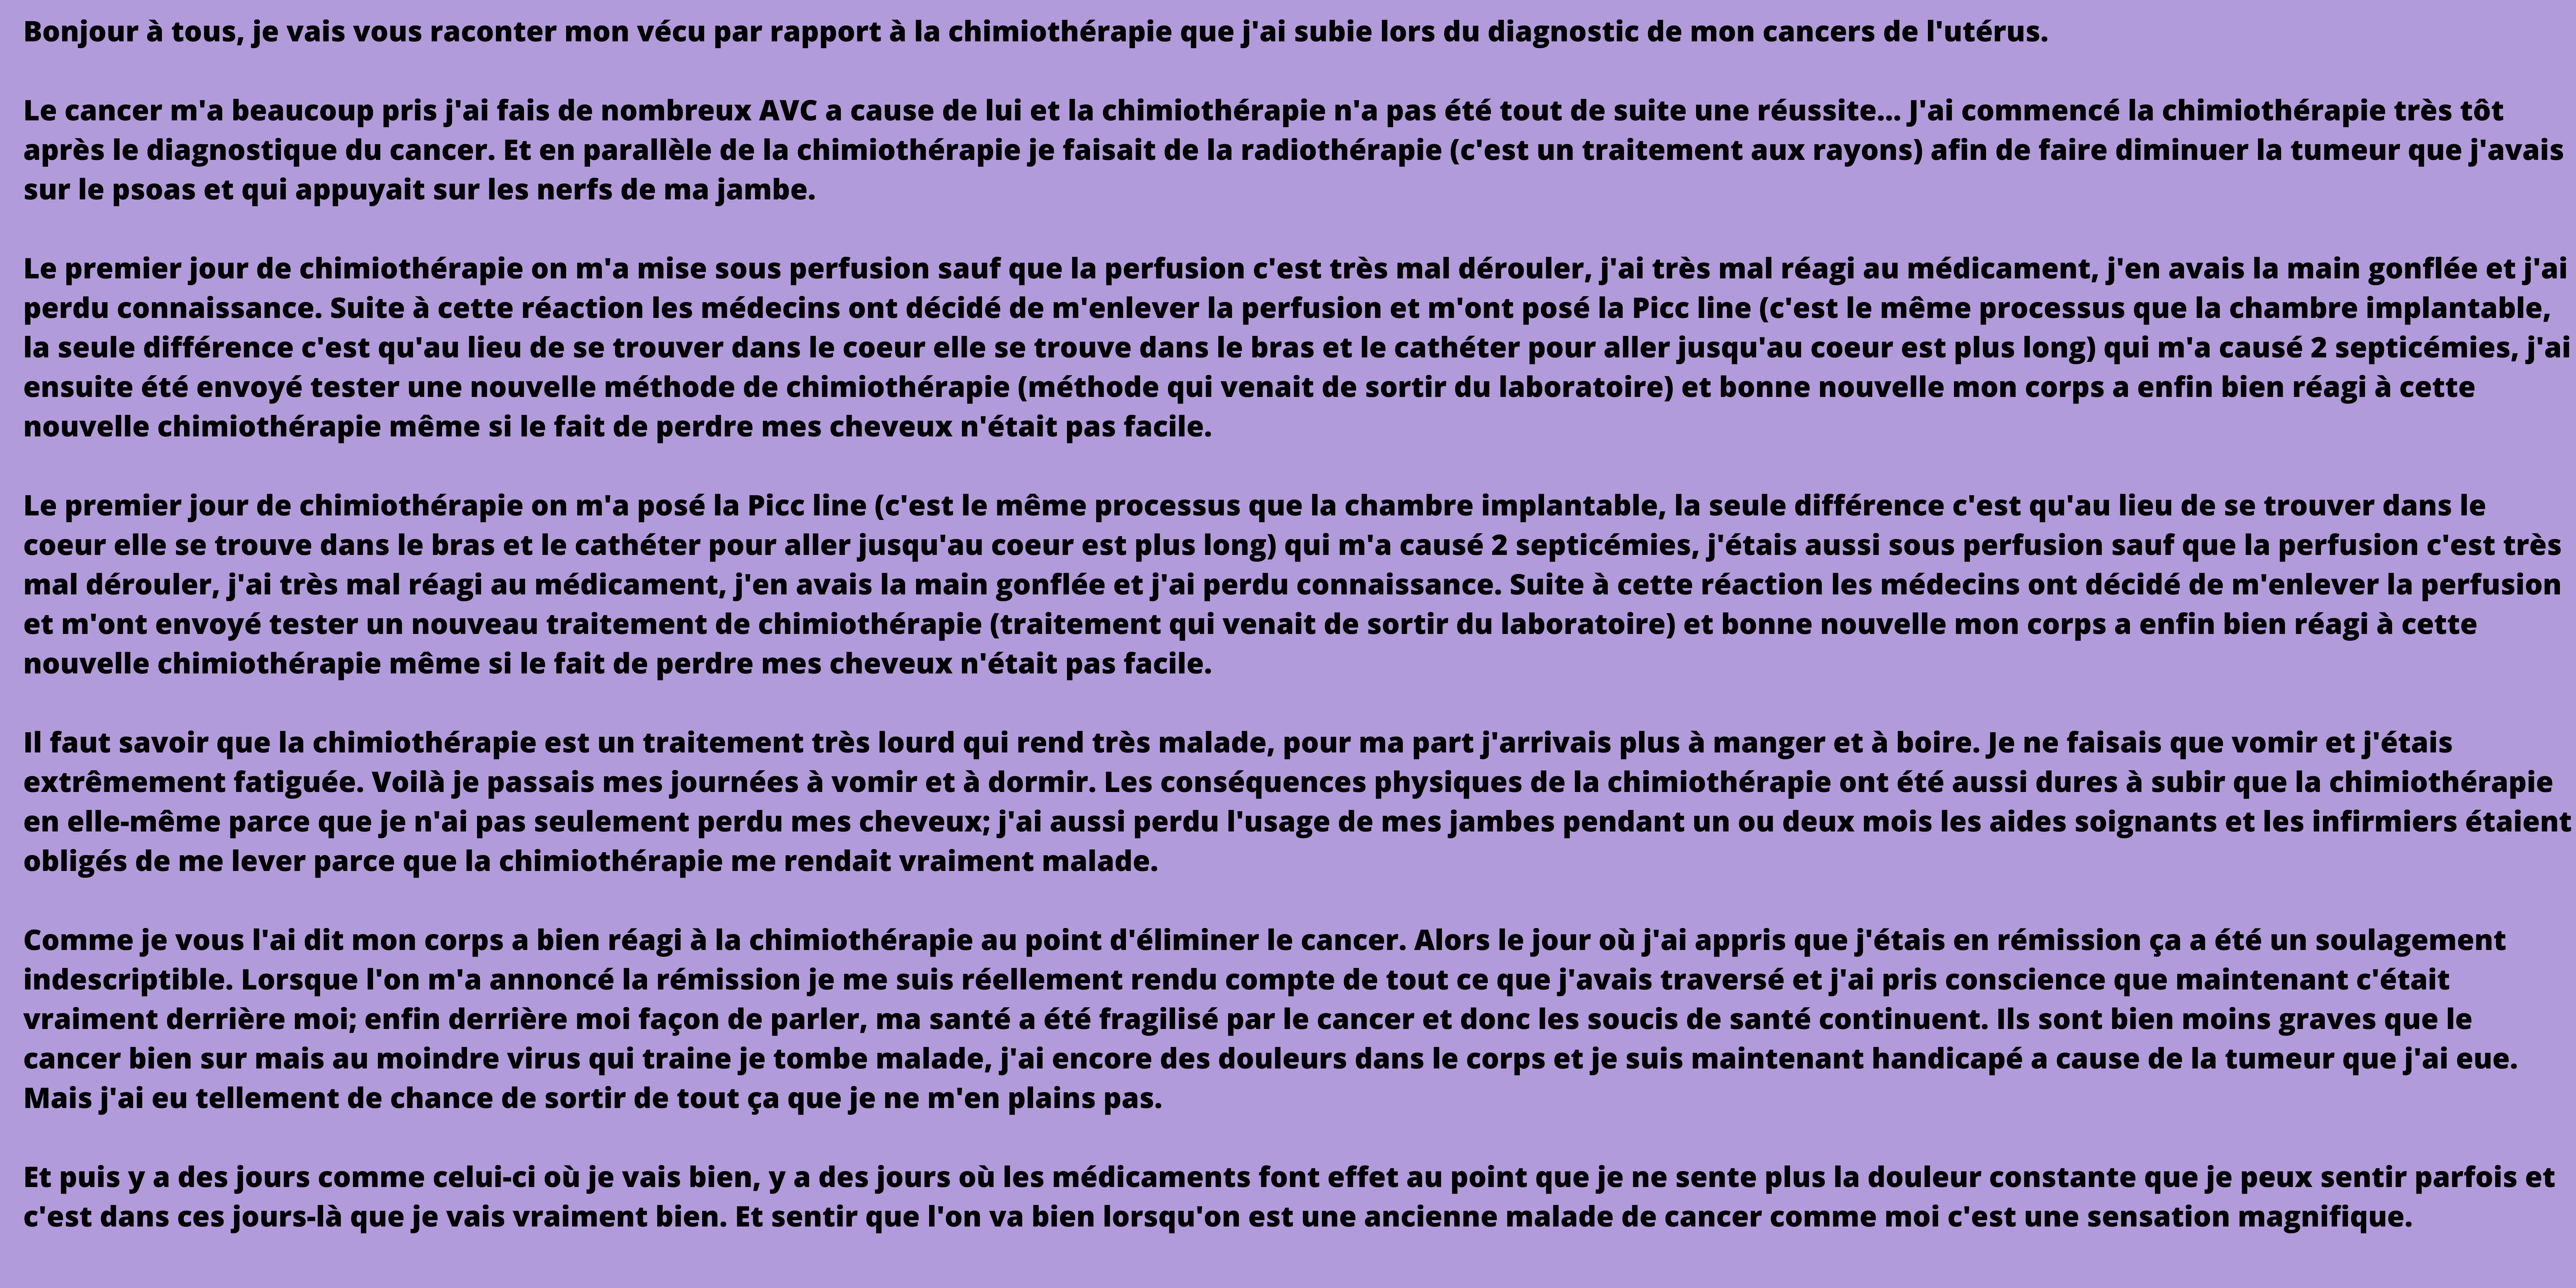 Bonjour à tous, je vais vous raconter mon vécu par rapport à la chimiothérapie que j'ai subie lors du diagnostic de mon cancers de l'utérus.
Le cancer m'a beaucoup pris j'ai fais de nombreux AVC a cause de lui et la chimiothérapie n'a pas été tout de suite une réussite... J'ai commencé la chimiothérapie très tôt
après le diagnostique du cancer. Et en parallèle de la chimiothérapie je faisait de la radiothérapie (c'est un traitement aux rayons) afin de faire diminuer la tumeur que j'avais
sur le psoas et qui appuyait sur les nerfs de ma jambe.
Le premier jour de chimiothérapie on m'a mise sous perfusion sauf que la perfusion c'est très mal dérouler, j'ai très mal réagi au médicament, j'en avais la main gonflée et j'ai
perdu connaissance. Suite à cette réaction les médecins ont décidé de m'enlever la perfusion et m'ont posé la Picc line (c'est le même processus que la chambre implantable,
la seule différence c'est qu'au lieu de se trouver dans le coeur elle se trouve dans le bras et le cathéter pour aller jusqu'au coeur est plus long) qui m'a causé 2 septicémies, j'ai
ensuite été envoyé tester une nouvelle méthode de chimiothérapie (méthode qui venait de sortir du laboratoire) et bonne nouvelle mon corps a enfin bien réagi à cette
nouvelle chimiothérapie même si le fait de perdre mes cheveux n'était pas facile.
Le premier jour de chimiothérapie on m'a posé la Picc line (c'est le même processus que la chambre implantable, la seule différence c'est qu'au lieu de se trouver dans le
coeur elle se trouve dans le bras et le cathéter pour aller jusqu'au coeur est plus long) qui m'a causé 2 septicémies, j'étais aussi sous perfusion sauf que la perfusion c'est très
mal dérouler, j'ai très mal réagi au médicament, j'en avais la main gonflée et j'ai perdu connaissance. Suite à cette réaction les médecins ont décidé de m'enlever la perfusion
et m'ont envoyé tester un nouveau traitement de chimiothérapie (traitement qui venait de sortir du laboratoire) et bonne nouvelle mon corps a enfin bien réagi à cette
nouvelle chimiothérapie même si le fait de perdre mes cheveux n'était pas facile.
Il faut savoir que la chimiothérapie est un traitement très lourd qui rend très malade, pour ma part j'arrivais plus à manger et à boire. Je ne faisais que vomir et j'étais
extrêmement fatiguée. Voilà je passais mes journées à vomir et à dormir. Les conséquences physiques de la chimiothérapie ont été aussi dures à subir que la chimiothérapie
en elle-même parce que je n'ai pas seulement perdu mes cheveux; j'ai aussi perdu l'usage de mes jambes pendant un ou deux mois les aides soignants et les infirmiers étaient
obligés de me lever parce que la chimiothérapie me rendait vraiment malade.
Comme je vous l'ai dit mon corps a bien réagi à la chimiothérapie au point d'éliminer le cancer. Alors le jour où j'ai appris que j'étais en rémission ça a été un soulagement
indescriptible. Lorsque l'on m'a annoncé la rémission je me suis réellement rendu compte de tout ce que j'avais traversé et j'ai pris conscience que maintenant c'était
vraiment derrière moi; enfin derrière moi façon de parler, ma santé a été fragilisé par le cancer et donc les soucis de santé continuent. Ils sont bien moins graves que le
cancer bien sur mais au moindre virus qui traine je tombe malade, j'ai encore des douleurs dans le corps et je suis maintenant handicapé a cause de la tumeur que j'ai eue.
Mais j'ai eu tellement de chance de sortir de tout ça que je ne m'en plains pas.
Et puis y a des jours comme celui-ci où je vais bien, y a des jours où les médicaments font effet au point que je ne sente plus la douleur constante que je peux sentir parfois et
c'est dans ces jours-là que je vais vraiment bien. Et sentir que l'on va bien lorsqu'on est une ancienne malade de cancer comme moi c'est une sensation magnifique.